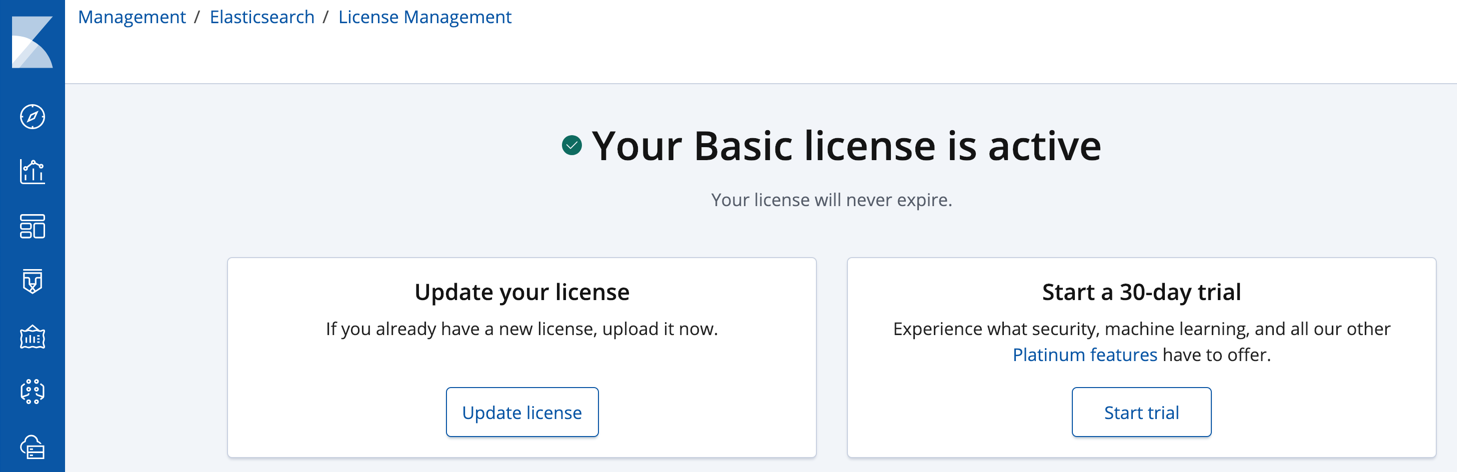 Management / Elasticsearch / License Management
Your Basic license is active
Your license will never expire.
Update your license
If you already have a new license, upload it now.
Update license
Start a 30-day trial
Experience what security, machine learning, and all our other
Platinum features have to offer.
Start trial